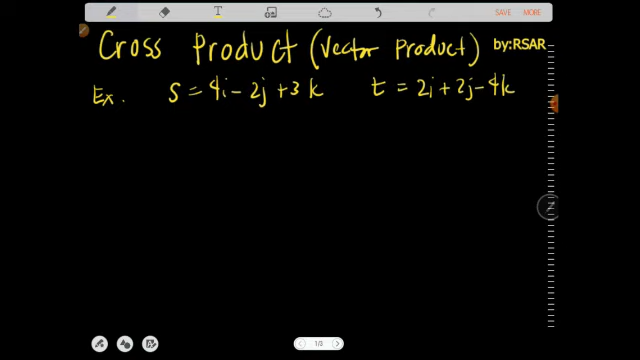 SAVE MORE
Cross Product (Vector Product) by:RSAR
Ex. S = 4i - 2j + 3k t = 2i + 2j - 4k
1/3